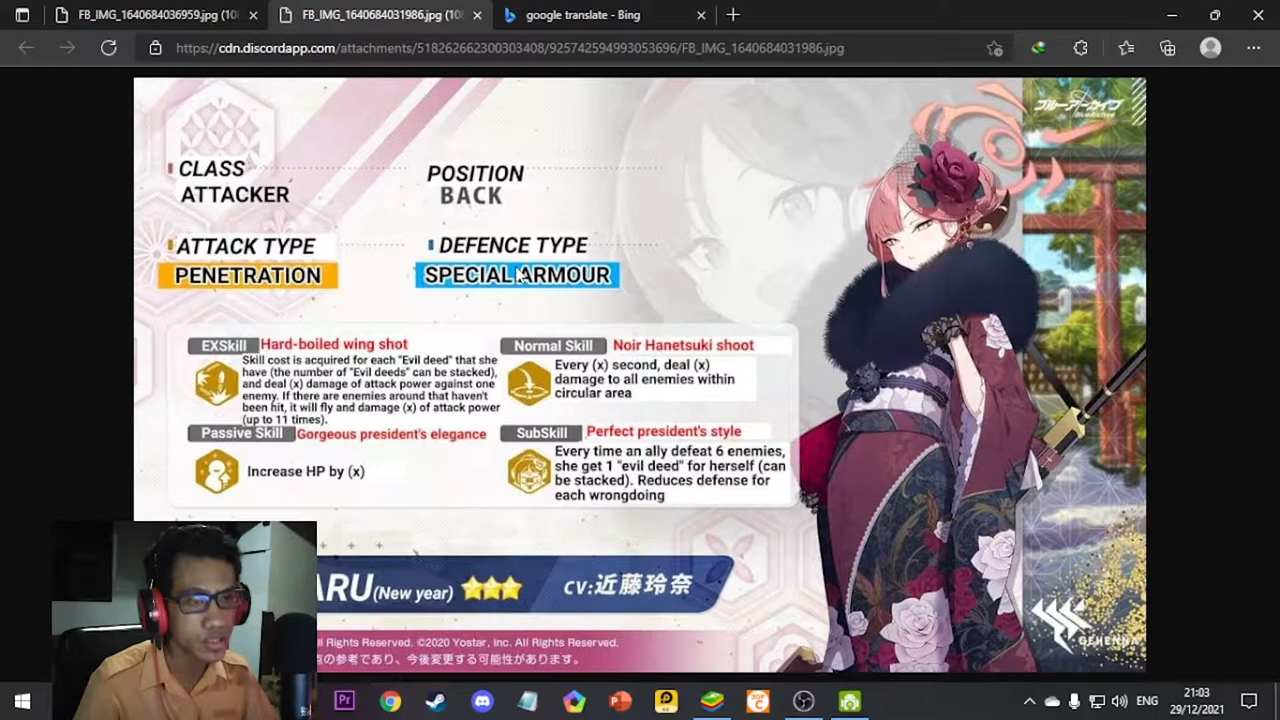 FB_IMG_1640684036959.jpg (10
FB_IMG_1640684031986.jpg (10
google translate - Bing
https://cdn.discordapp.com/attachments/518262662300303408/925742594993053696/FB_IMG_1640684031986.jpg
ブルーアーカイブ
BlueArchive
CLASS
ATTACKER
POSITION
BACK
ATTACK TYPE
PENETRATION
DEFENCE TYPE
SPECIAL ARMOUR
EXSkill Hard-boiled wing shot
Skill cost is acquired for each "Evil deed" that she
have (the number of "Evil deeds" can be stacked),
and deal (x) damage of attack power against one
enemy. If there are enemies around that haven't
been hit, it will fly and damage (x) of attack power
(up to 11 times).
Normal Skill Noir Hanetsuki shoot
Every (x) second, deal (x)
damage to all enemies within
circular area
Passive Skill Gorgeous president's elegance
Increase HP by (x)
SubSkill Perfect president's style
Every time an ally defeat 6 enemies,
she get 1 "evil deed" for herself (can
be stacked). Reduces defense for
each wrongdoing
ARU (New year)
CV:近藤玲奈
GEHENNA
ll Rights Reserved. ©2020 Yostar, Inc. All Rights Reserved.
点の参考であり、今後変更する可能性があります。
Pr
ENG
21:03
29/12/2021